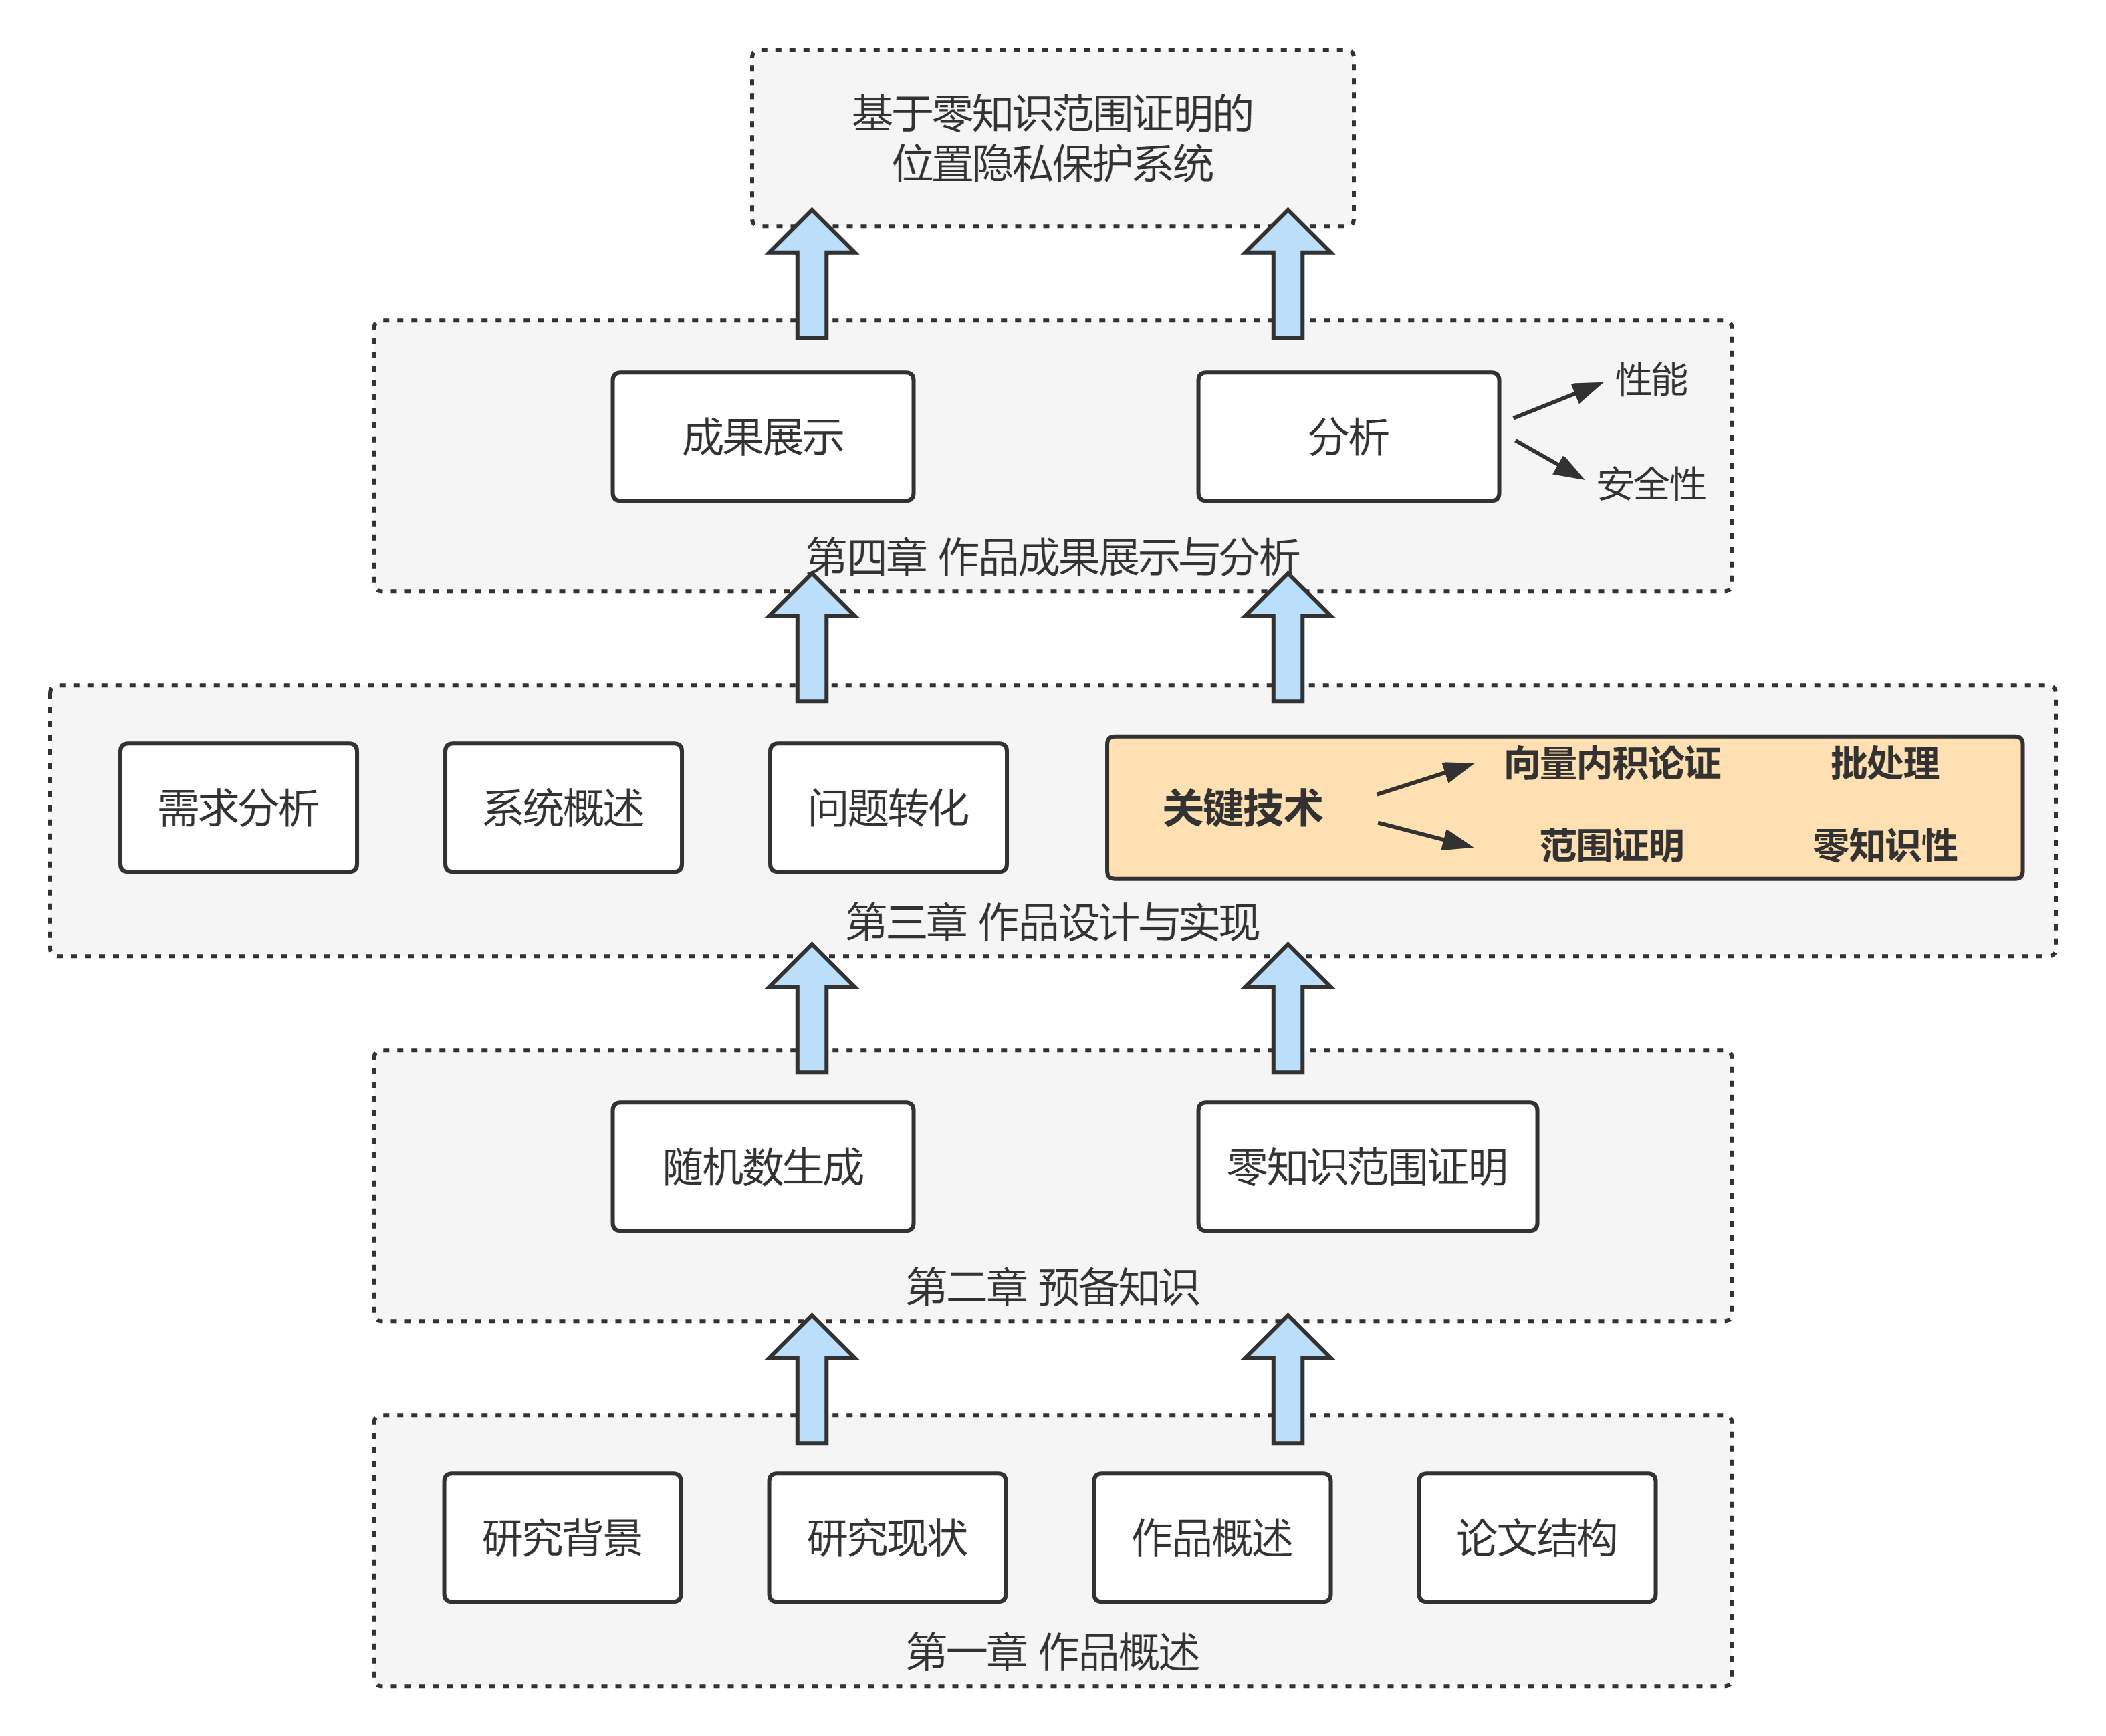 基于零知识范围证明的
位置隐私保护系统
成果展示
分析
性能
安全性
第四章 作品成果展示与分析
需求分析
系统概述
问题转化
关键技术
向量内积论证
批处理
范围证明
零知识性
第三章 作品设计与实现
随机数生成
零知识范围证明
第二章 预备知识
研究背景
研究现状
作品概述
论文结构
第一章 作品概述